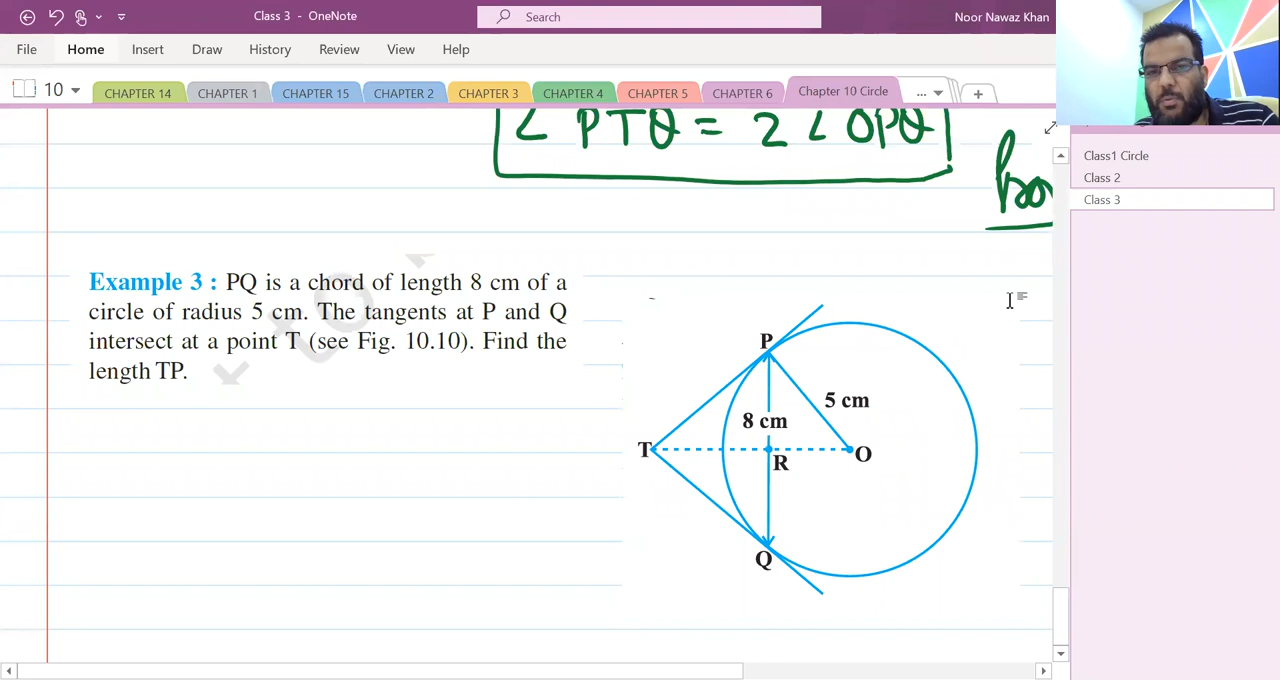 Class 3 - OneNote
Search
Noor Nawaz Khan
File Home Insert Draw History Review View Help
10 CHAPTER 14 CHAPTER 1 CHAPTER 15 CHAPTER 2 CHAPTER 3 CHAPTER 4 CHAPTER 5 CHAPTER 6 Chapter 10 Circle ... +
Class1 Circle
Class 2
Class 3
∠ PTQ = 2 ∠ OPQ
Example 3 : PQ is a chord of length 8 cm of a
circle of radius 5 cm. The tangents at P and Q
intersect at a point T (see Fig. 10.10). Find the
length TP.
P
5 cm
8 cm
T
R
O
Q